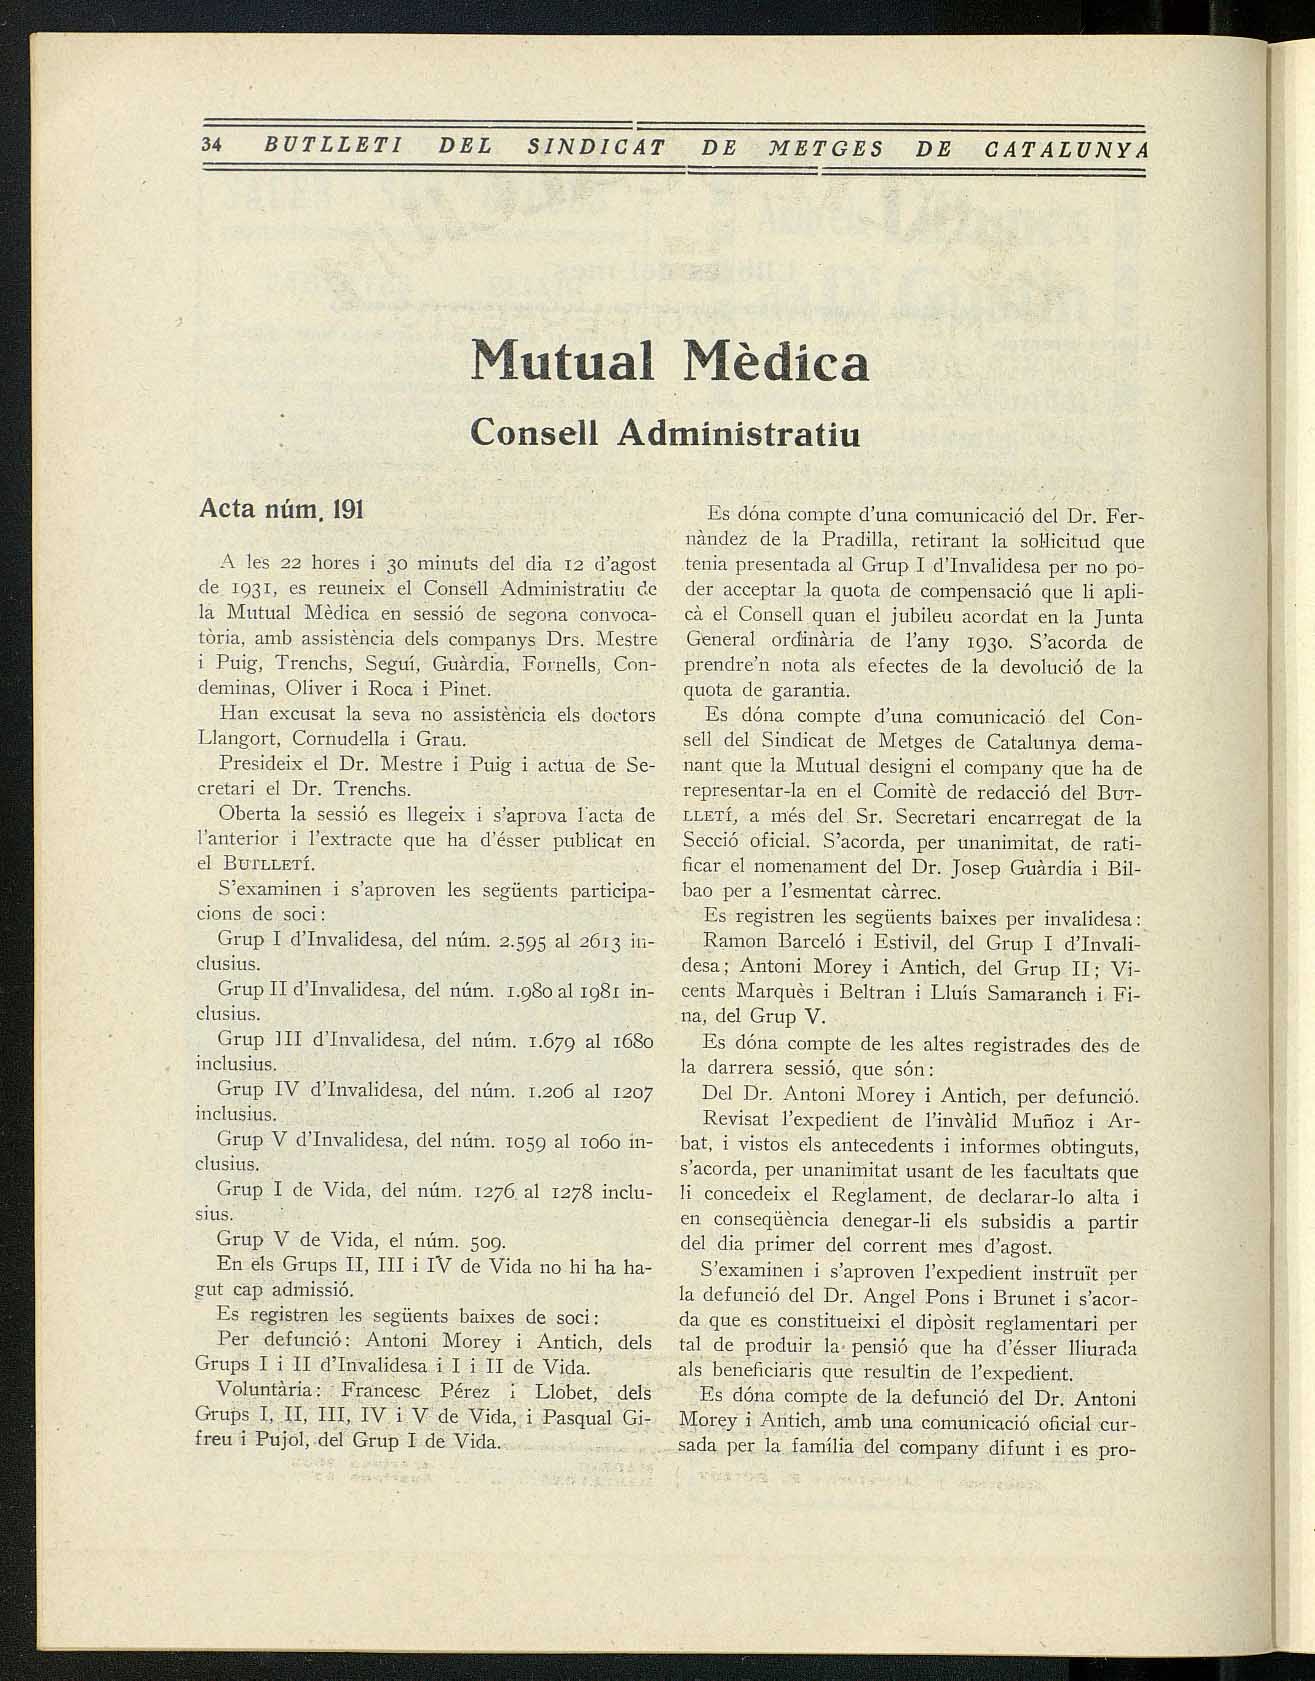 34 BUTLLETI DEL SINDICAT DE METGES DE CATALUNYA
Mutual Mèdica
Consell Administratiu
Acta núm. 191
A les 22 hores i 30 minuts del dia 12 d'agost
de 1931, es reuneix el Consell Administratiu de
la Mutual Mèdica en sessió de segona convoca-
tòria, amb assistència dels companys Drs. Mestre
i Puig, Trenchs, Seguí, Guàrdia, Fornells, Con-
deminas, Oliver i Roca i Pinet.
Han excusat la seva no assistència els doctors
Llangort, Cornudella i Grau.
Presideix el Dr. Mestre i Puig i actua de Se-
cretari el Dr. Trenchs.
Oberta la sessió es llegeix i s'aprova l'acta de
l'anterior i l'extracte que ha d'ésser publicat en
el BUTLLETÍ.
S'examinen i s'aproven les següents participa-
cions de soci:
Grup I d'Invalidesa, del núm. 2.595 al 2613 in-
clusius.
Grup II d'Invalidesa, del núm. 1.980 al 1981 in-
clusius.
Grup III d'Invalidesa, del núm. 1.679 al 1680
inclusius.
Grup IV d'Invalidesa, del núm. 1.206 al 1207
inclusius.
Grup V d'Invalidesa, del núm. 1059 al 1060 in-
clusius.
Grup I de Vida, del núm. 1276 al 1278 inclu-
sius.
Grup V de Vida, el núm. 509.
En els Grups II, III i IV de Vida no hi ha ha-
gut cap admissió.
Es registren les següents baixes de soci:
Per defunció: Antoni Morey i Antich, dels
Grups I i II d'Invalidesa i I i II de Vida.
Voluntària: Francesc Pérez i Llobet, dels
Grups I, II, III, IV i V de Vida, i Pasqual Gi-
freu i Pujol, del Grup I de Vida.
Es dóna compte d'una comunicació del Dr. Fer-
nàndez de la Pradilla, retirant la sol·licitud que
tenia presentada al Grup I d'Invalidesa per no po-
der acceptar la quota de compensació que li apli-
cà el Consell quan el jubileu acordat en la Junta
General ordinària de l'any 1930. S'acorda de
prendre'n nota als efectes de la devolució de la
quota de garantia.
Es dóna compte d'una comunicació del Con-
sell del Sindicat de Metges de Catalunya dema-
nant que la Mutual designi el company que ha de
representar-la en el Comitè de redacció del BUT-
LLETÍ, a més del Sr. Secretari encarregat de la
Secció oficial. S'acorda, per unanimitat, de rati-
ficar el nomenament del Dr. Josep Guàrdia i Bil-
bao per a l'esmentat càrrec.
Es registren les següents baixes per invalidesa:
Ramon Barceló i Estivil, del Grup I d'Invali-
desa; Antoni Morey i Antich, del Grup II; Vi-
cents Marquès i Beltran i Lluís Samaranch i Fi-
na, del Grup V.
Es dóna compte de les altes registrades des de
la darrera sessió, que són:
Del Dr. Antoni Morey i Antich, per defunció.
Revisat l'expedient de l'invàlid Muñoz i Ar-
bat, i vistos els antecedents i informes obtinguts,
s'acorda, per unanimitat usant de les facultats que
li concedeix el Reglament, de declarar-lo alta i
en conseqüència denegar-li els subsidis a partir
del dia primer del corrent mes d'agost.
S'examinen i s'aproven l'expedient instruït per
la defunció del Dr. Angel Pons i Brunet i s'acor-
da que es constitueixi el dipòsit reglamentari per
tal de produir la pensió que ha d'ésser lliurada
als beneficiaris que resultin de l'expedient.
Es dóna compte de la defunció del Dr. Antoni
Morey i Antich, amb una comunicació oficial cur-
sada per la família del company difunt i es pro-